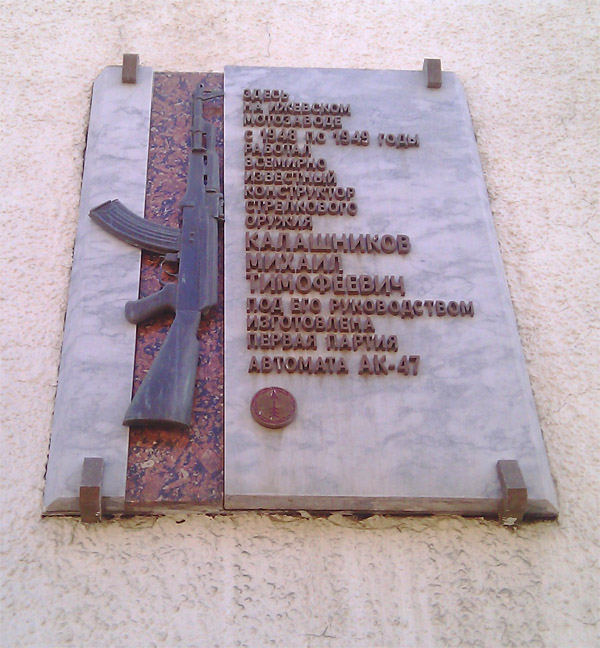 ЗДЕСЬ
НА ИЖЕВСКОМ
МОТОЗАВОДЕ
С 1948 ПО 1949 ГОДЫ
РАБОТАЛ
ВСЕМИРНО
ИЗВЕСТНЫЙ
КОНСТРУКТОР
СТРЕЛКОВОГО
ОРУЖИЯ
КАЛАШНИКОВ
МИХАИЛ
ТИМОФЕЕВИЧ
ПОД ЕГО РУКОВОДСТВОМ
ИЗГОТОВЛЕНА
ПЕРВАЯ ПАРТИЯ
АВТОМАТА АК-47